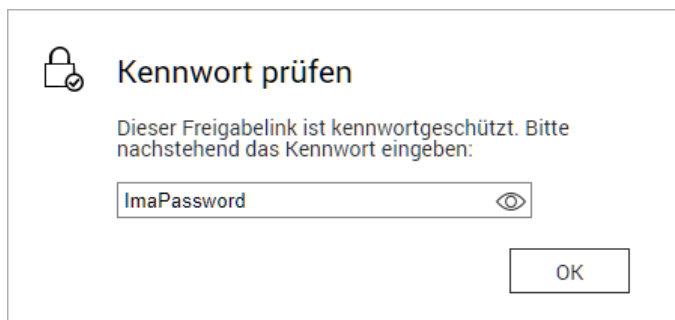 Kennwort prüfen
Dieser Freigabelink ist kennwortgeschützt. Bitte
nachstehend das Kennwort eingeben:
ImaPassword
OK